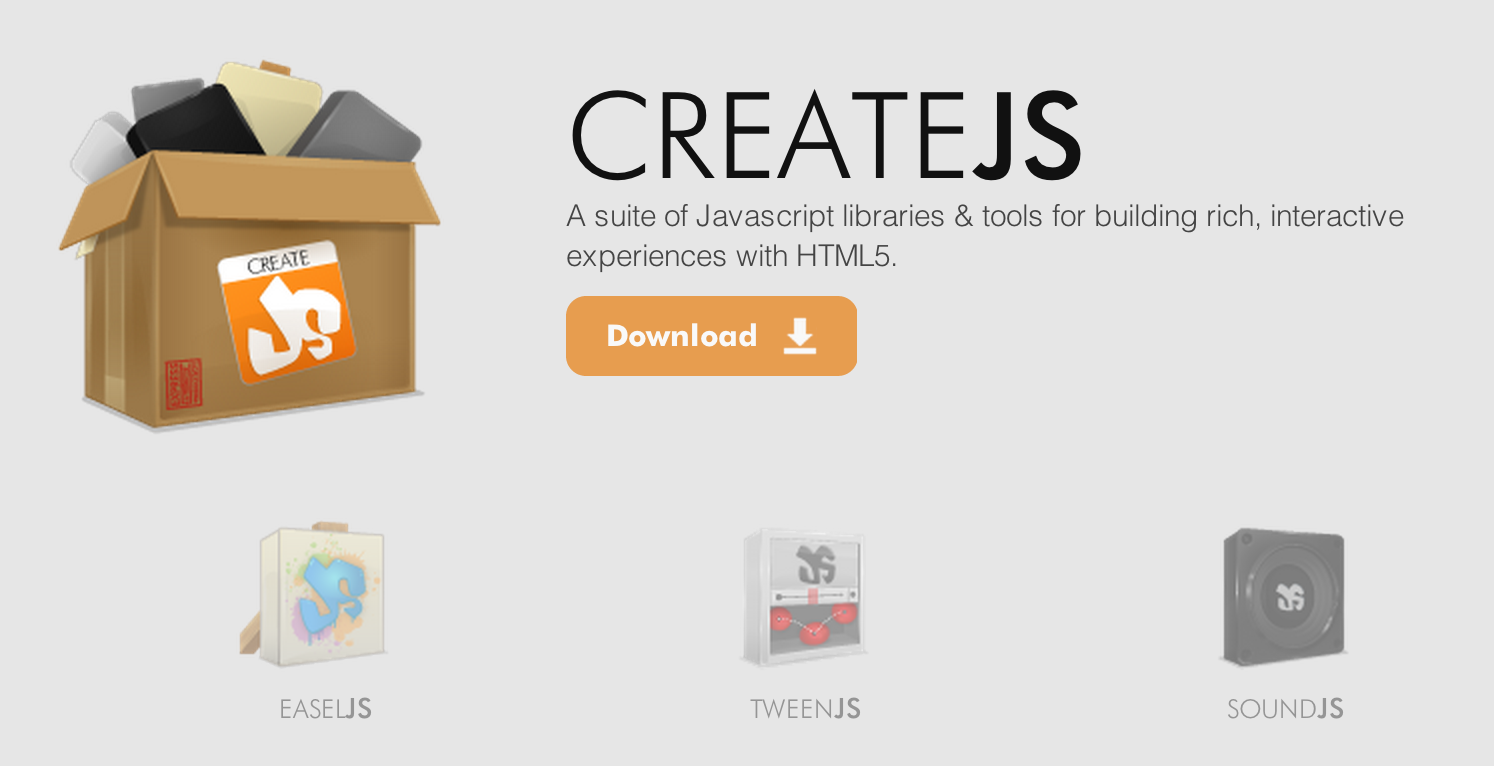 CREATE
JS
CREATEJS
A suite of Javascript libraries & tools for building rich, interactive
experiences with HTML5.
Download
JS
EASELJS
JS
TWEENJS
JS
SOUNDJS